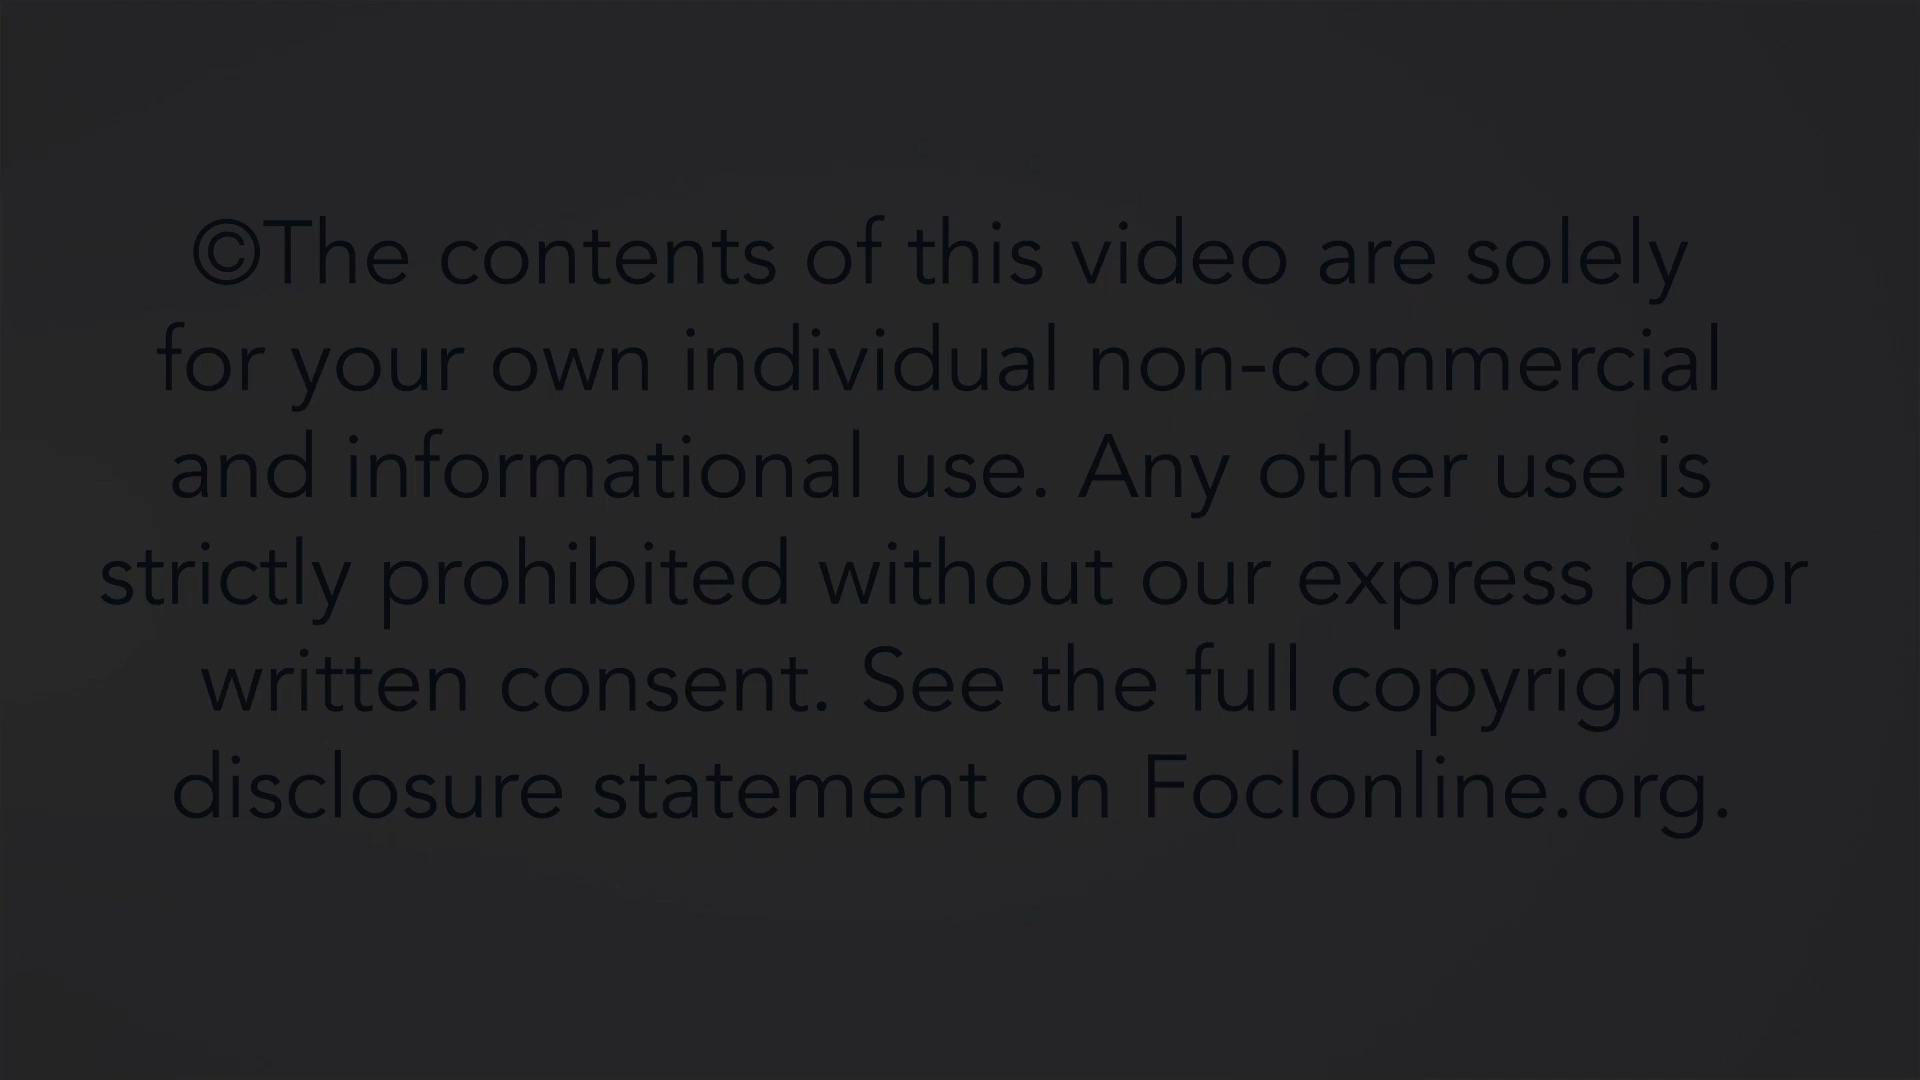 ©The contents of this video are solely
for your own individual non-commercial
and informational use. Any other use is
strictly prohibited without our express prior
written consent. See the full copyright
disclosure statement on Foclonline.org.